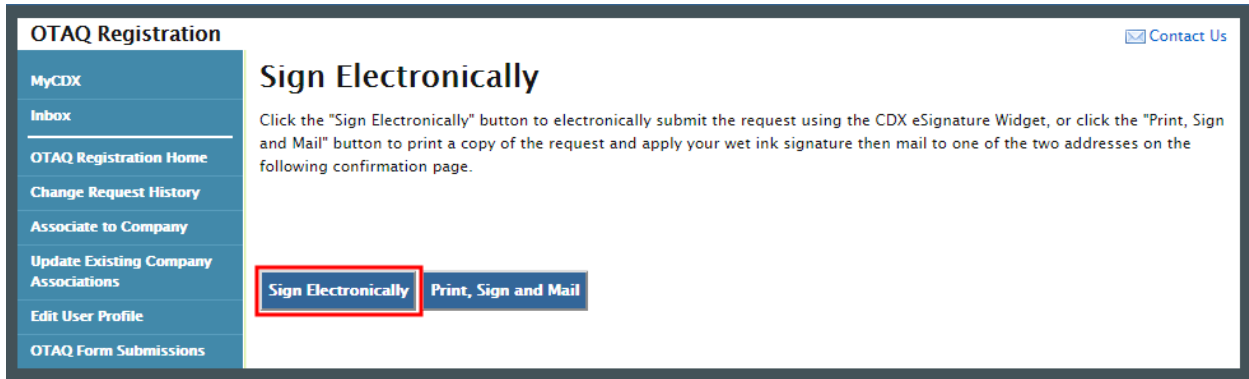 OTAQ Registration
Contact Us
MyCDX
Inbox
OTAQ Registration Home
Change Request History
Associate to Company
Update Existing Company
Associations
Edit User Profile
OTAQ Form Submissions
Sign Electronically
Click the "Sign Electronically" button to electronically submit the request using the CDX eSignature Widget, or click the "Print, Sign
and Mail" button to print a copy of the request and apply your wet ink signature then mail to one of the two addresses on the
following confirmation page.
Sign Electronically
Print, Sign and Mail